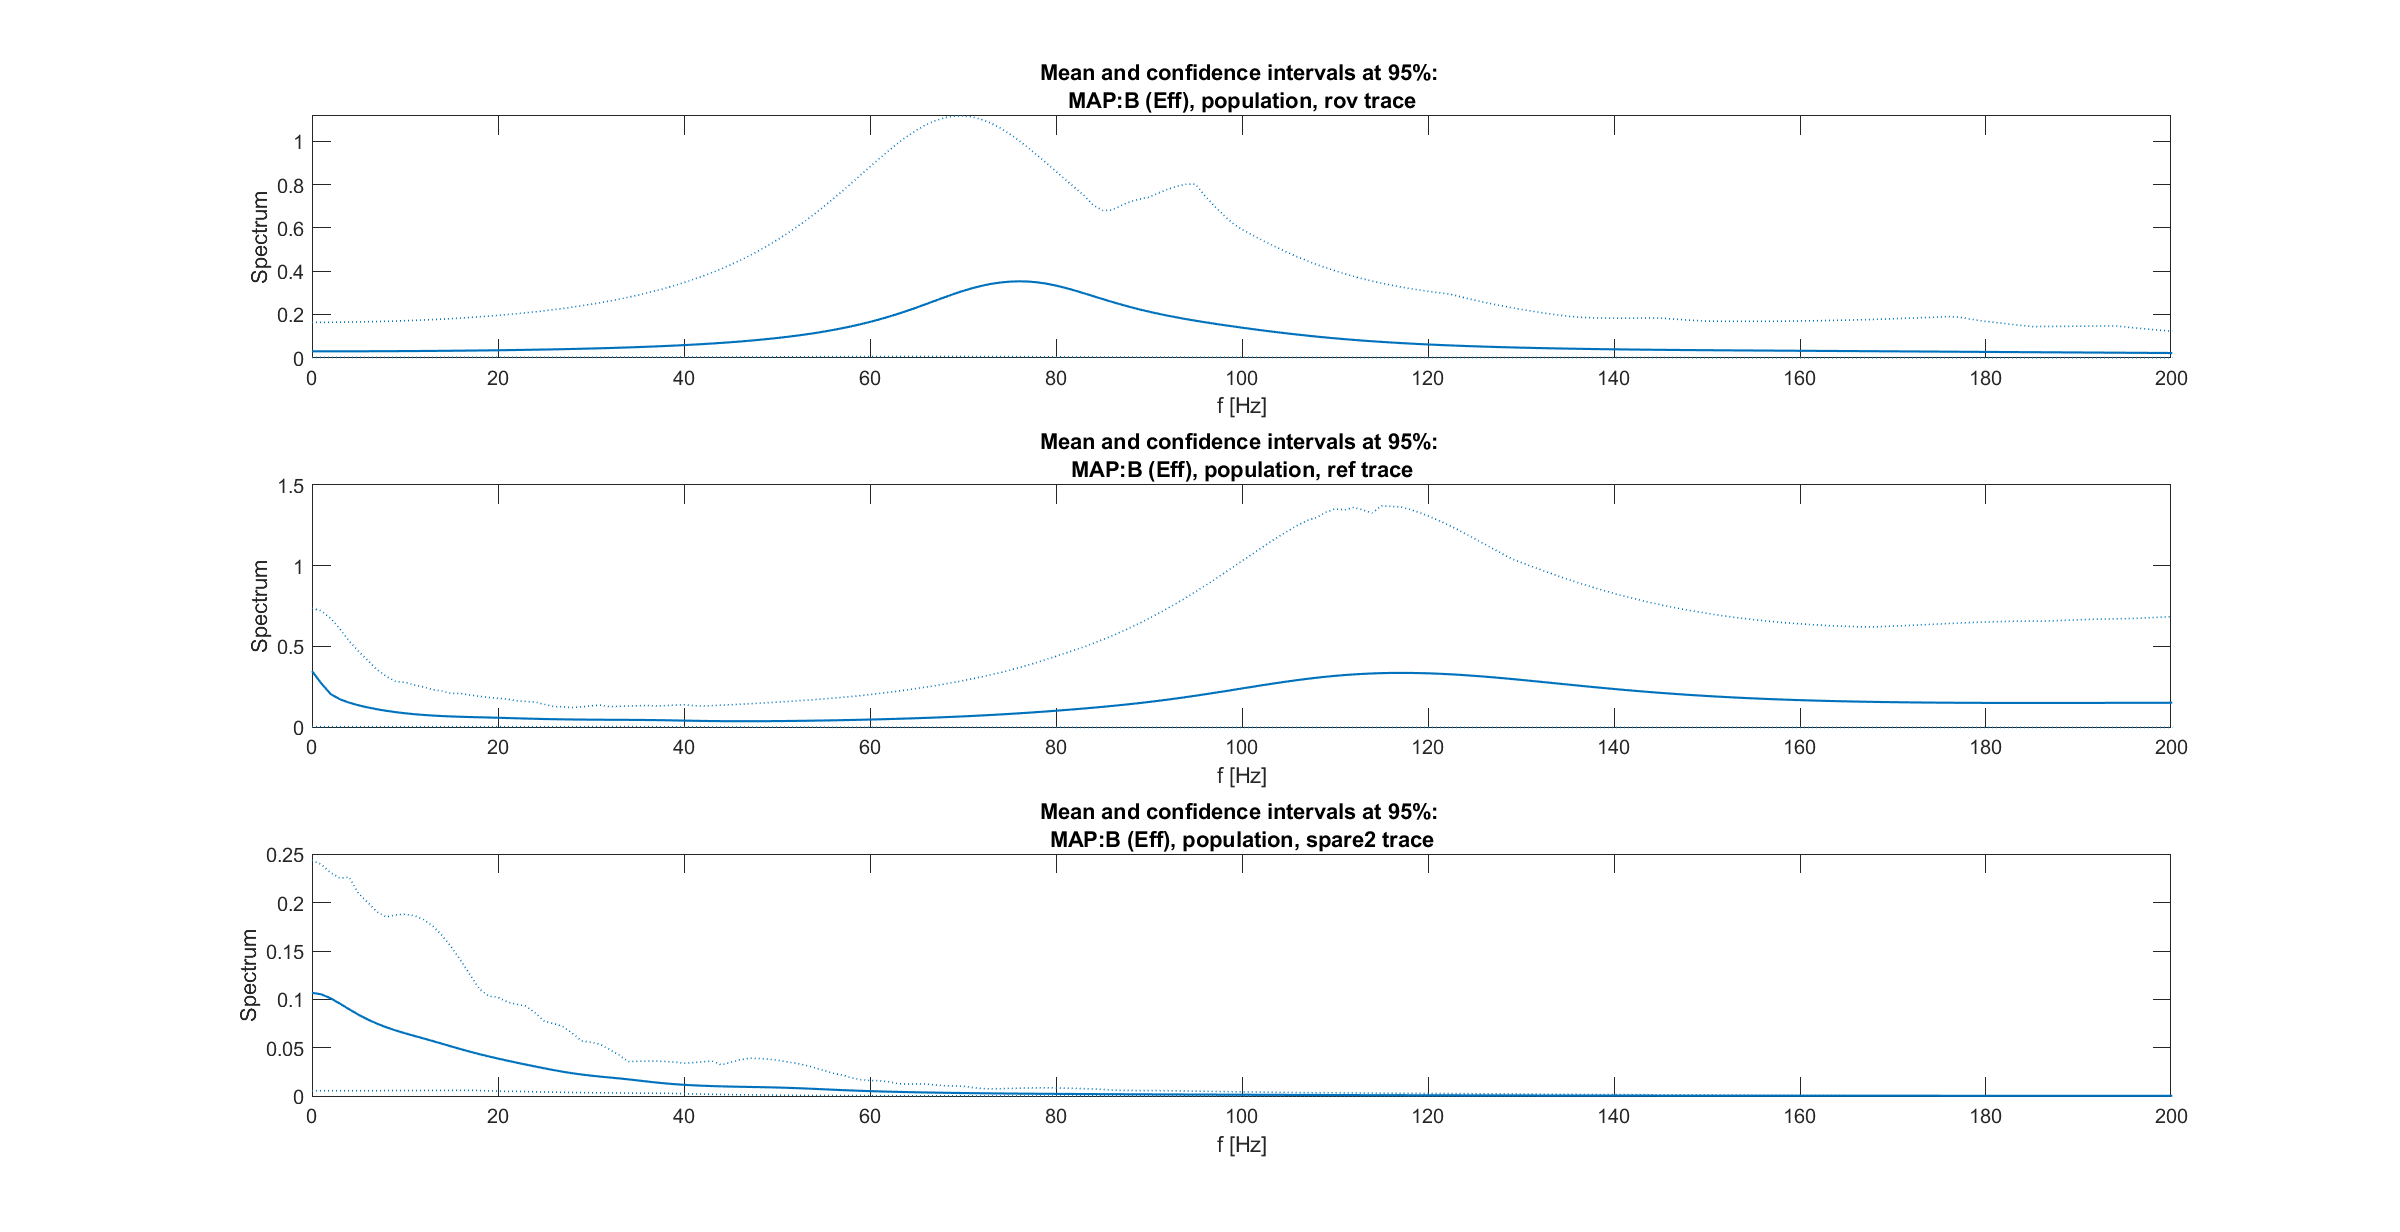 Mean and confidence intervals at 95%:
MAP:B (Eff), population, rov trace
Spectrum
1
0.8
0.6
0.4
0.2
0
0 20 40 60 80 100 120 140 160 180 200
f [Hz]
Mean and confidence intervals at 95%:
MAP:B (Eff), population, ref trace
Spectrum
1.5
1
0.5
0
0 20 40 60 80 100 120 140 160 180 200
f [Hz]
Mean and confidence intervals at 95%:
MAP:B (Eff), population, spare2 trace
Spectrum
0.25
0.2
0.15
0.1
0.05
0
0 20 40 60 80 100 120 140 160 180 200
f [Hz]